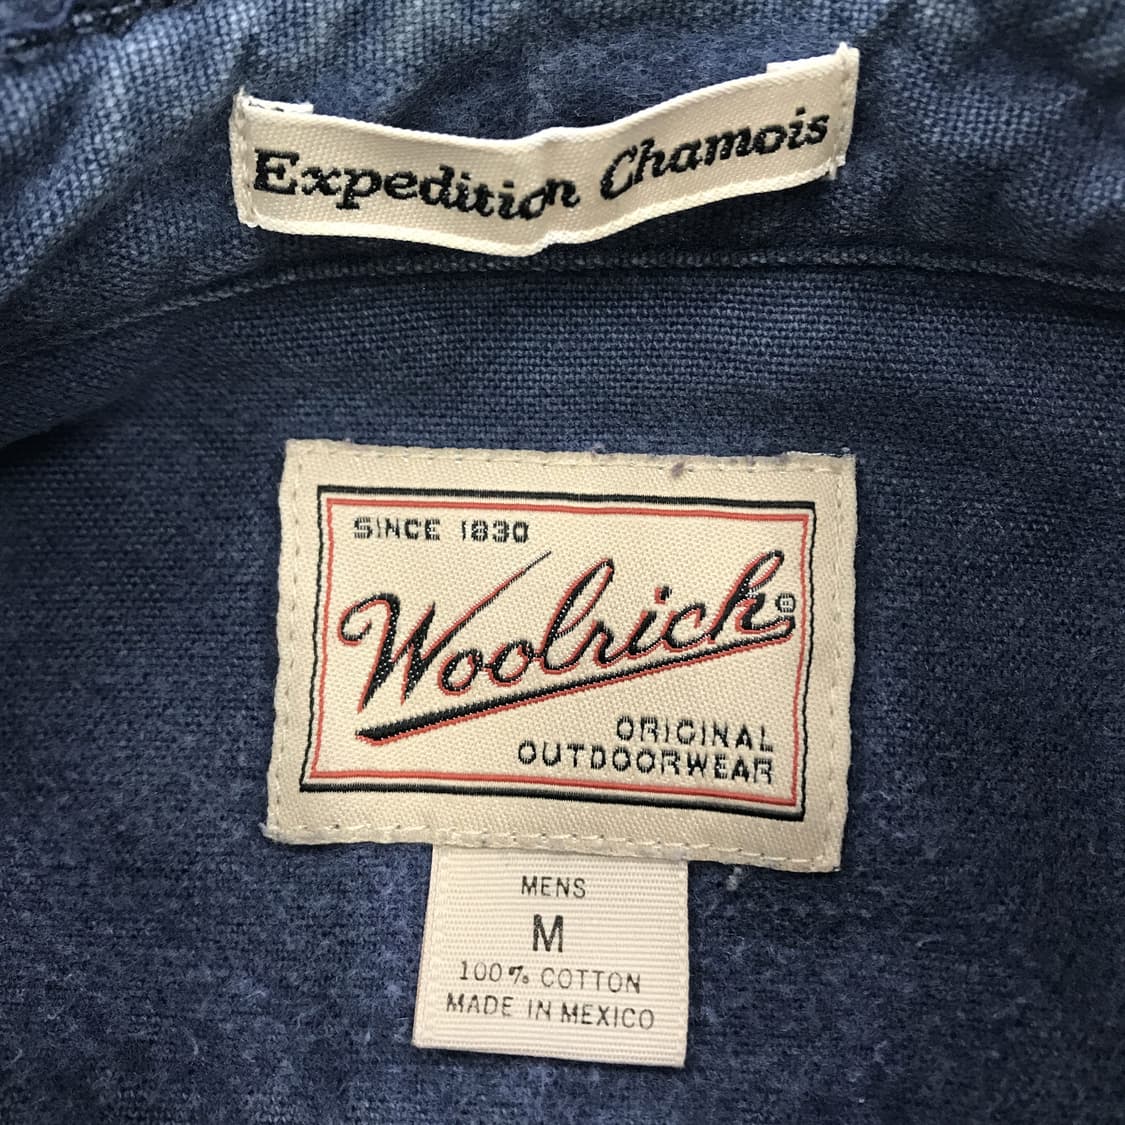 Expedition Chamois
SINCE 1830
Woolrich®
ORIGINAL
OUTDOORWEAR
MENS
M
100% COTTON
MADE IN MEXICO